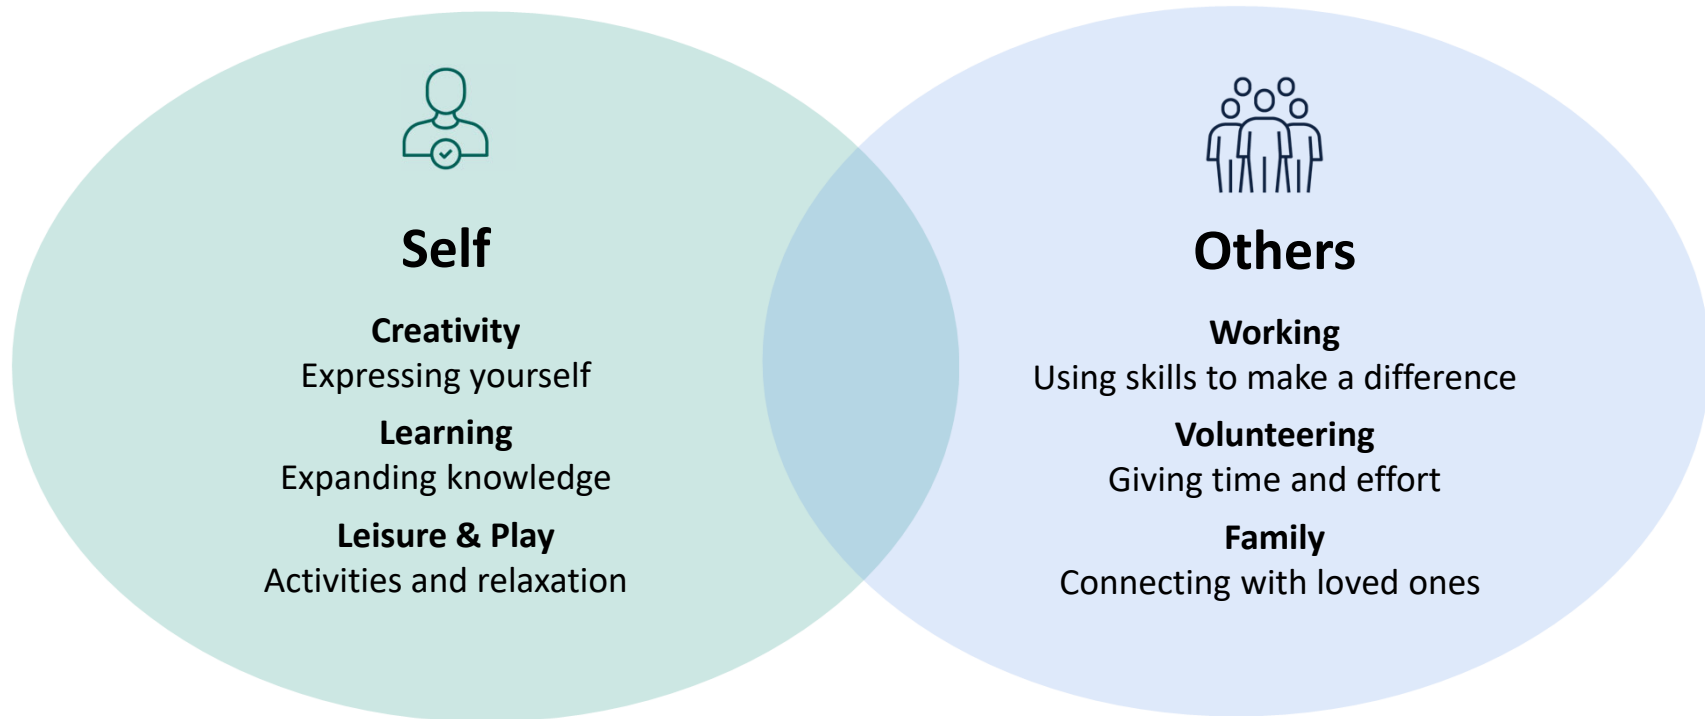 Self
Creativity
Expressing yourself
Learning
Expanding knowledge
Leisure & Play
Activities and relaxation
Others
Working
Using skills to make a difference
Volunteering
Giving time and effort
Family
Connecting with loved ones